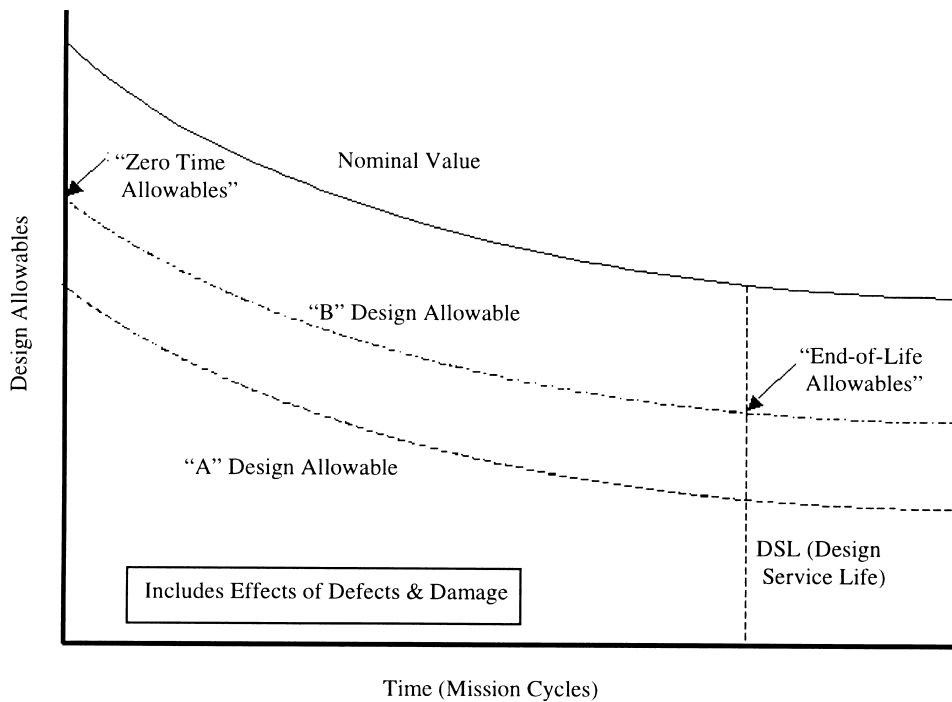 “Zero Time
Allowables”
Nominal Value
Design Allowables
“B” Design Allowable
“End-of-Life
Allowables”
“A” Design Allowable
DSL (Design
Service Life)
Includes Effects of Defects & Damage
Time (Mission Cycles)